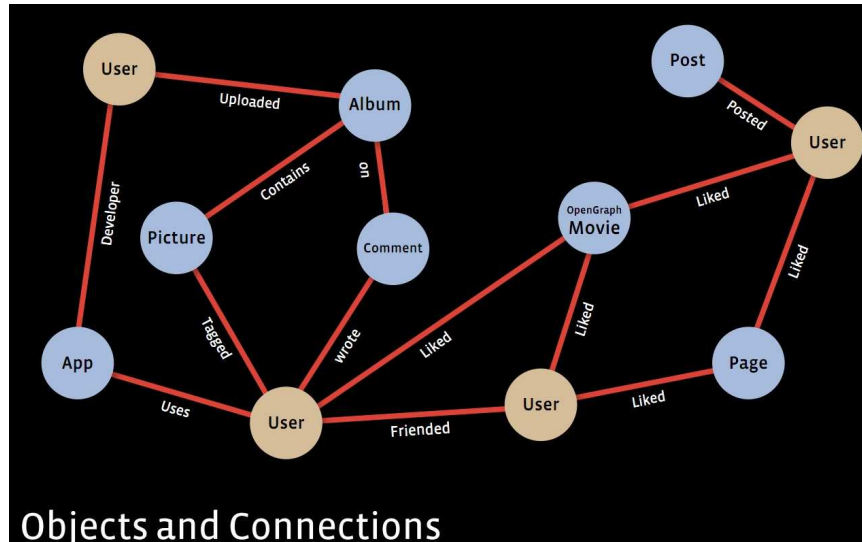 Post
User
Uploaded
Album
Posted
User
on
Contains
Liked
OpenGraph
Movie
Developer
Picture
Comment
Liked
Liked
Tagged
wrote
Liked
App
Page
Uses
User
Friended
User
Liked
Objects and Connections